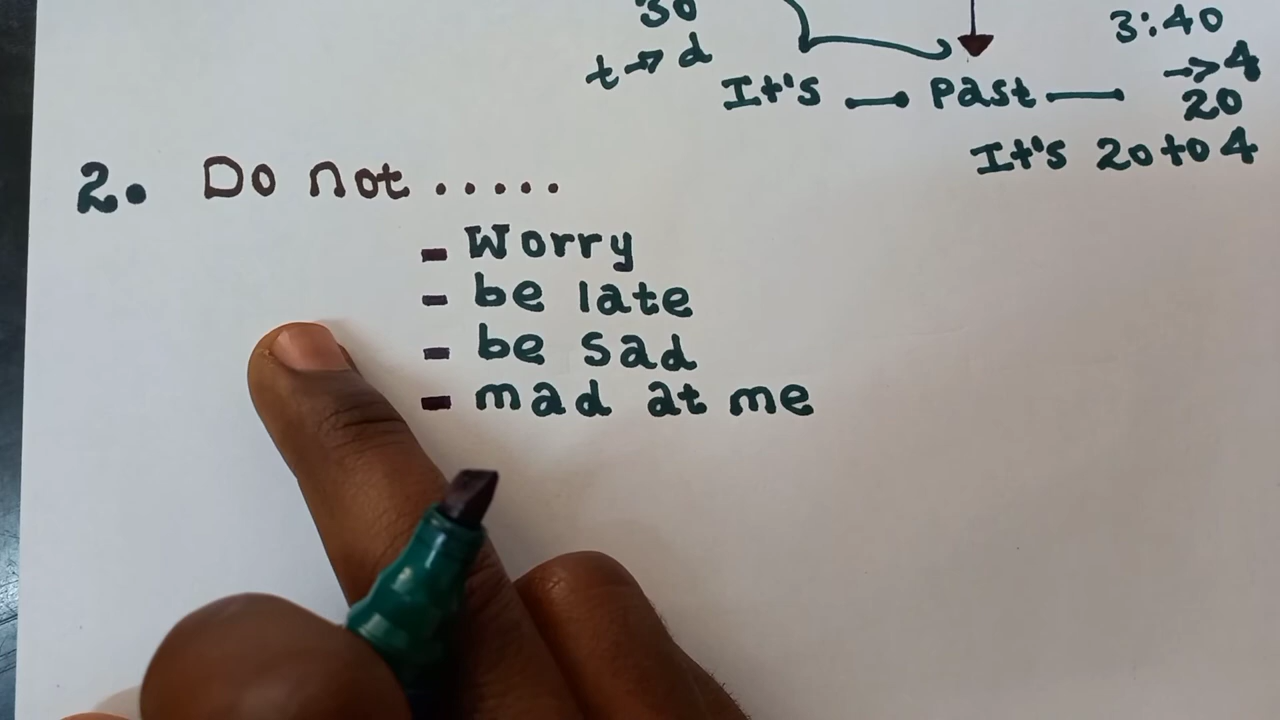 30
t → d
It's — Past —
3:40
→ 4
20
It's 20 to 4
2. Do not .....
- Worry
- be late
- be sad
- mad at me